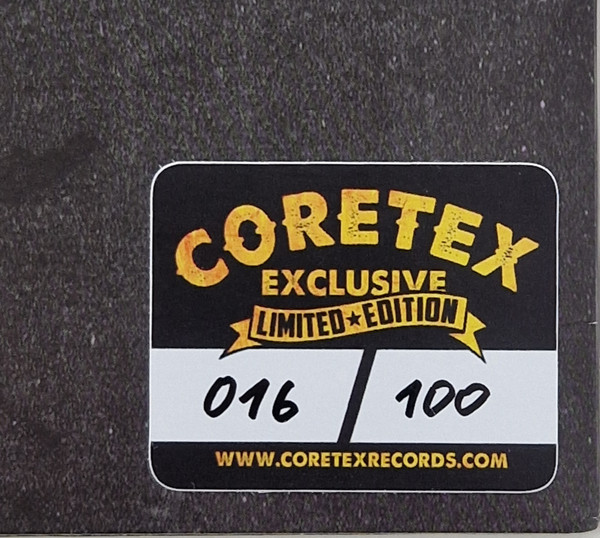 CORETEX
EXCLUSIVE
LIMITED★EDITION
016 / 100
WWW.CORETEXRECORDS.COM